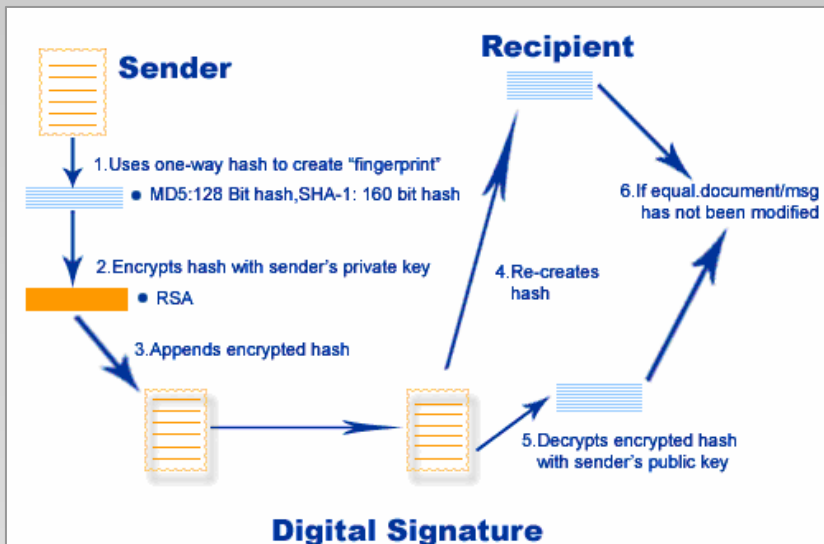 Sender
Recipient
1.Uses one-way hash to create “fingerprint”
• MD5:128 Bit hash,SHA-1: 160 bit hash
2.Encrypts hash with sender’s private key
• RSA
3.Appends encrypted hash
4.Re-creates
hash
5.Decrypts encrypted hash
with sender’s public key
6.If equal.document/msg
has not been modified
Digital Signature